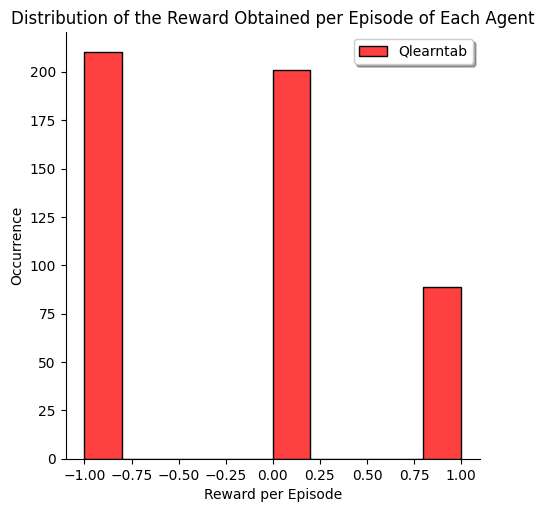 Distribution of the Reward Obtained per Episode of Each Agent
Qlearntab
200
175
150
125
100
75
50
25
0
Occurrence
−1.00 −0.75 −0.50 −0.25 0.00 0.25 0.50 0.75 1.00
Reward per Episode